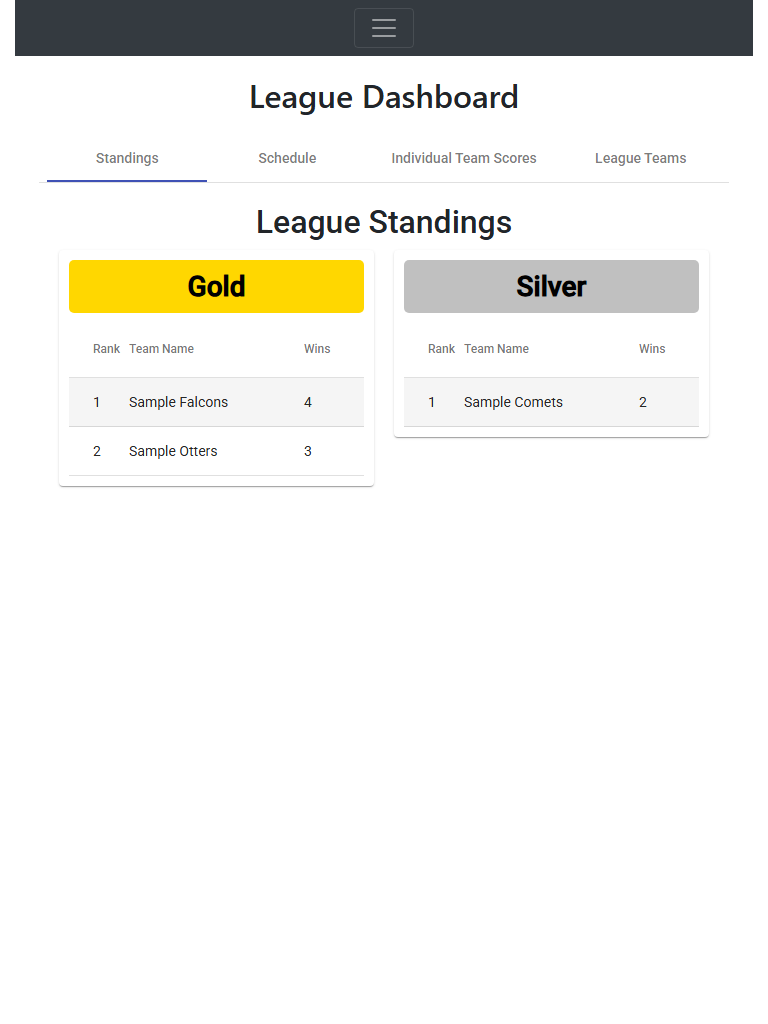 League Dashboard
Standings Schedule Individual Team Scores League Teams
League Standings
Gold
Rank Team Name Wins
1 Sample Falcons 4
2 Sample Otters 3
Silver
Rank Team Name Wins
1 Sample Comets 2